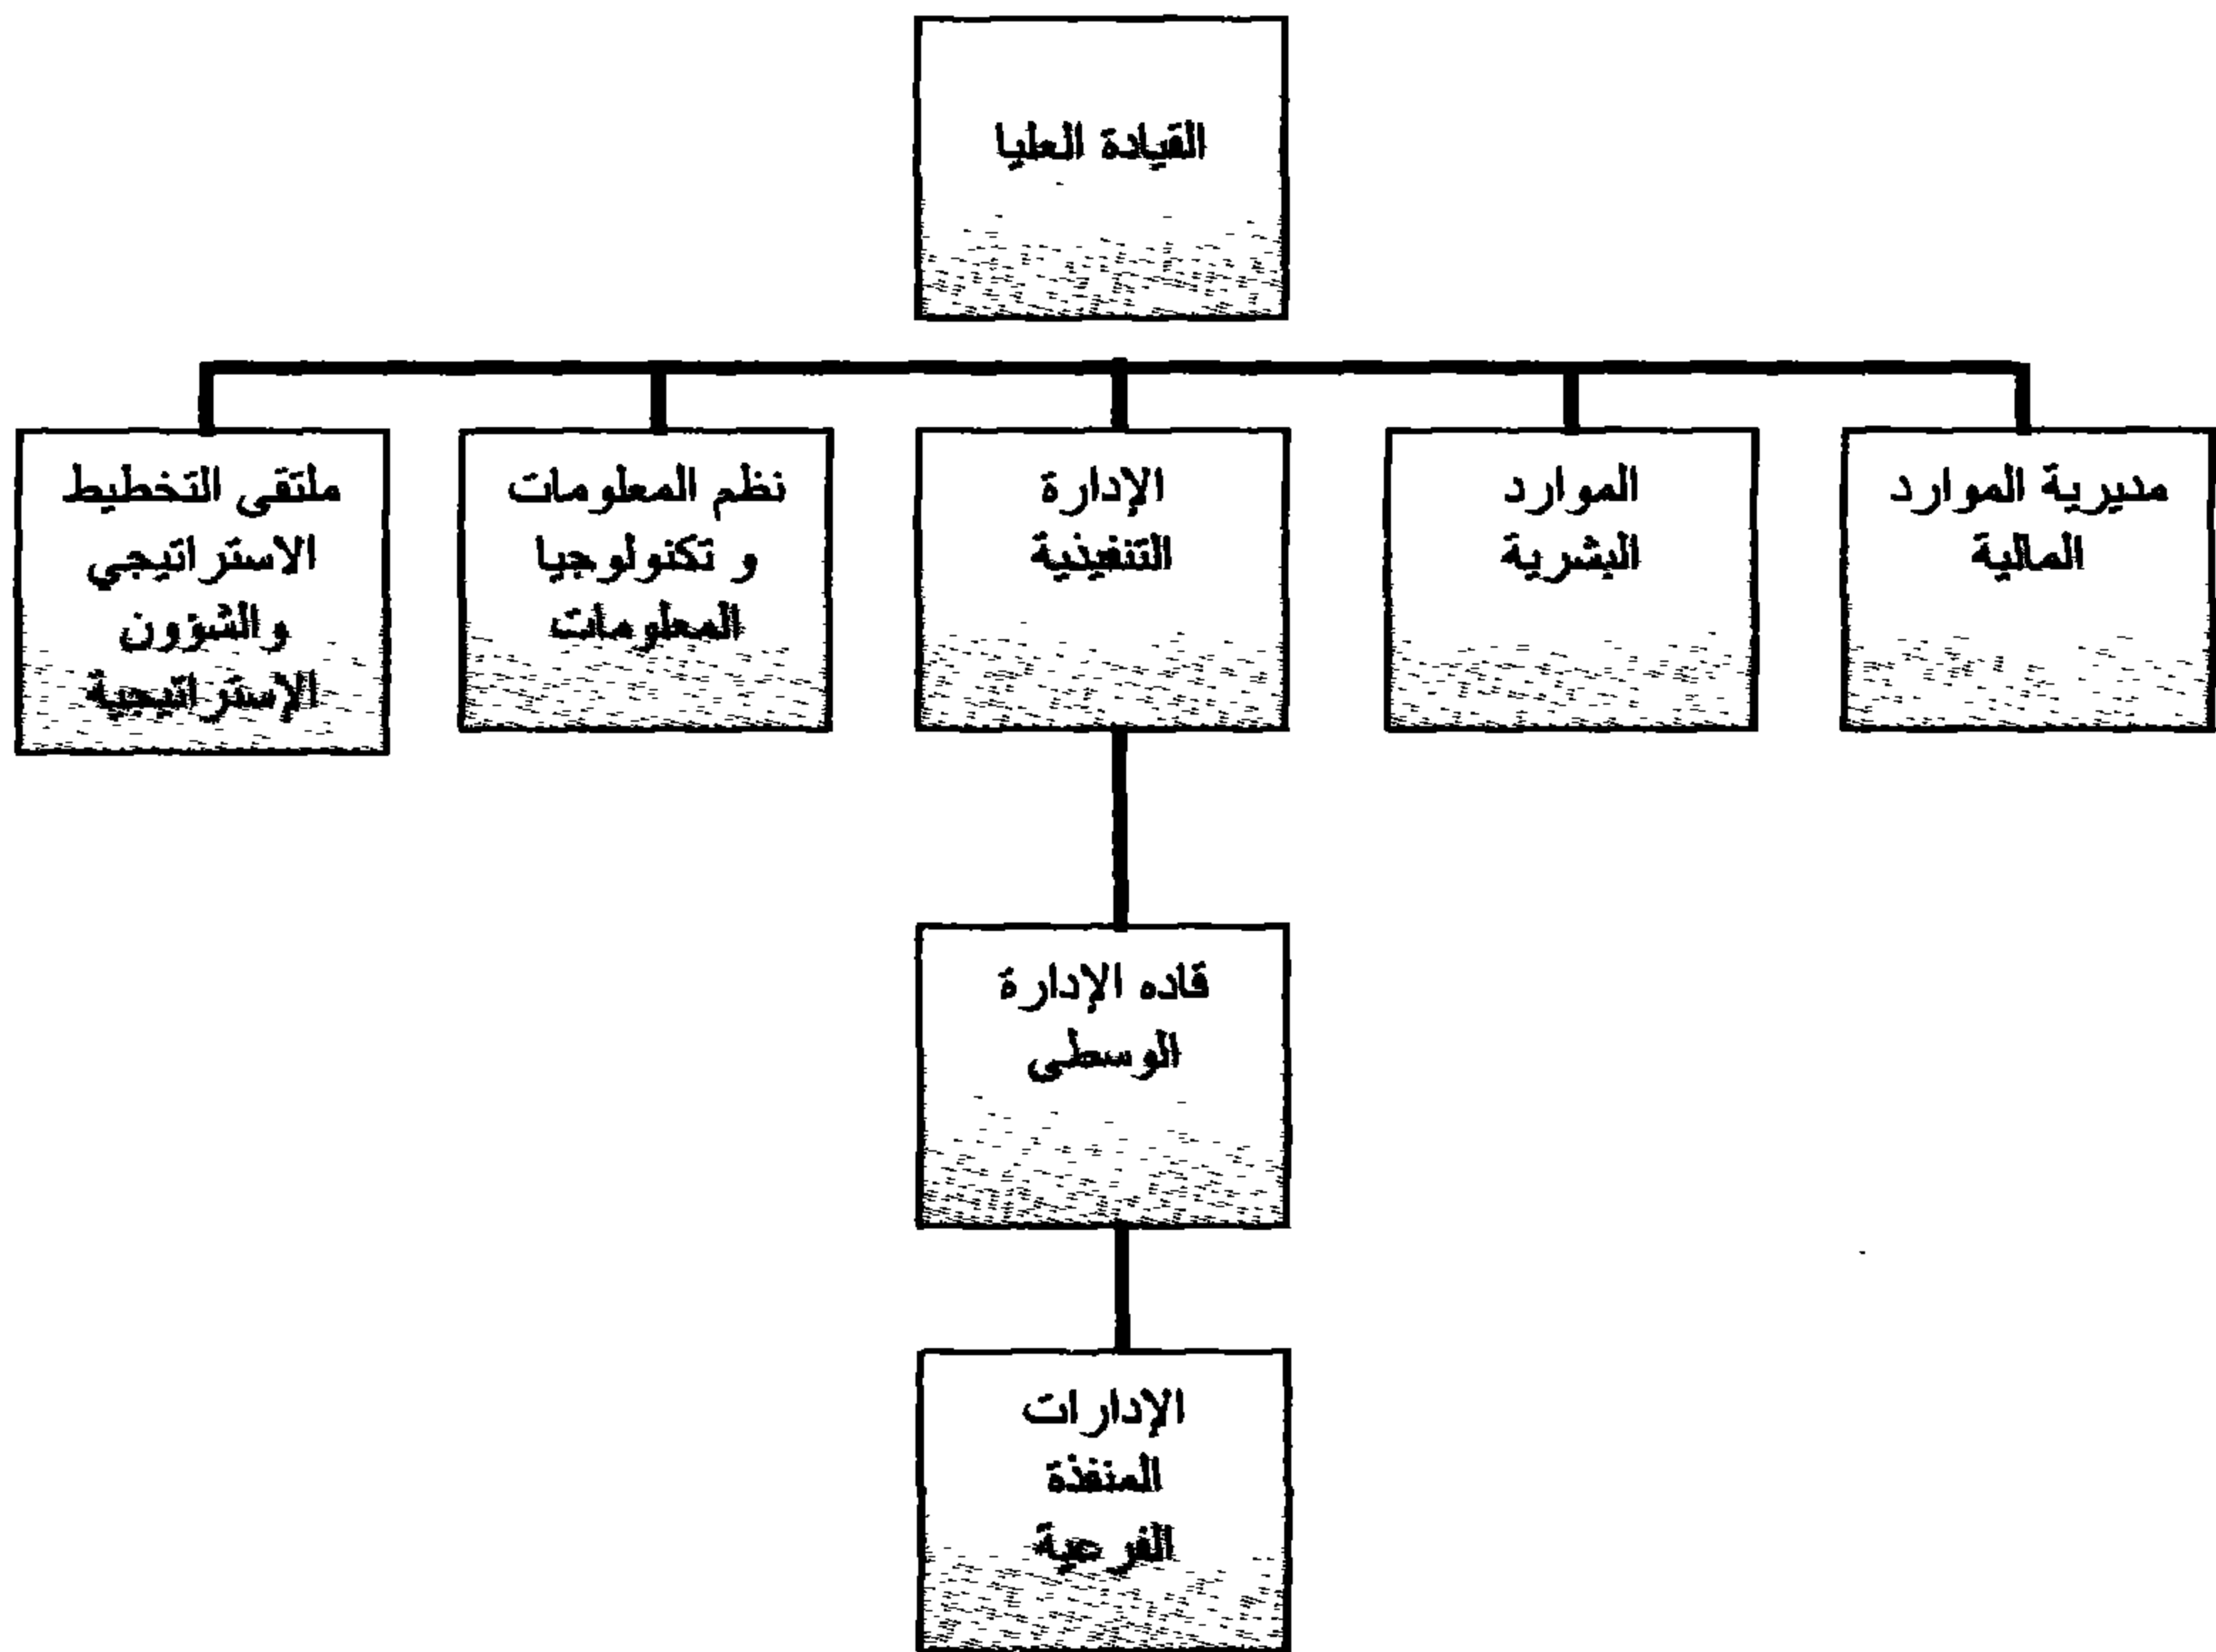 القيادة العليا
مديرية الموارد
المالية
الموارد
البشرية
الإدارة
التنفيذية
نظم المعلومات
و تكنولوجيا
المعلومات
ملتقى التخطيط
الاستراتيجي
والشؤون
الإستراتيجية
قاده الإدارة
الوسطى
الإدارات
المنفذة
الفرعية